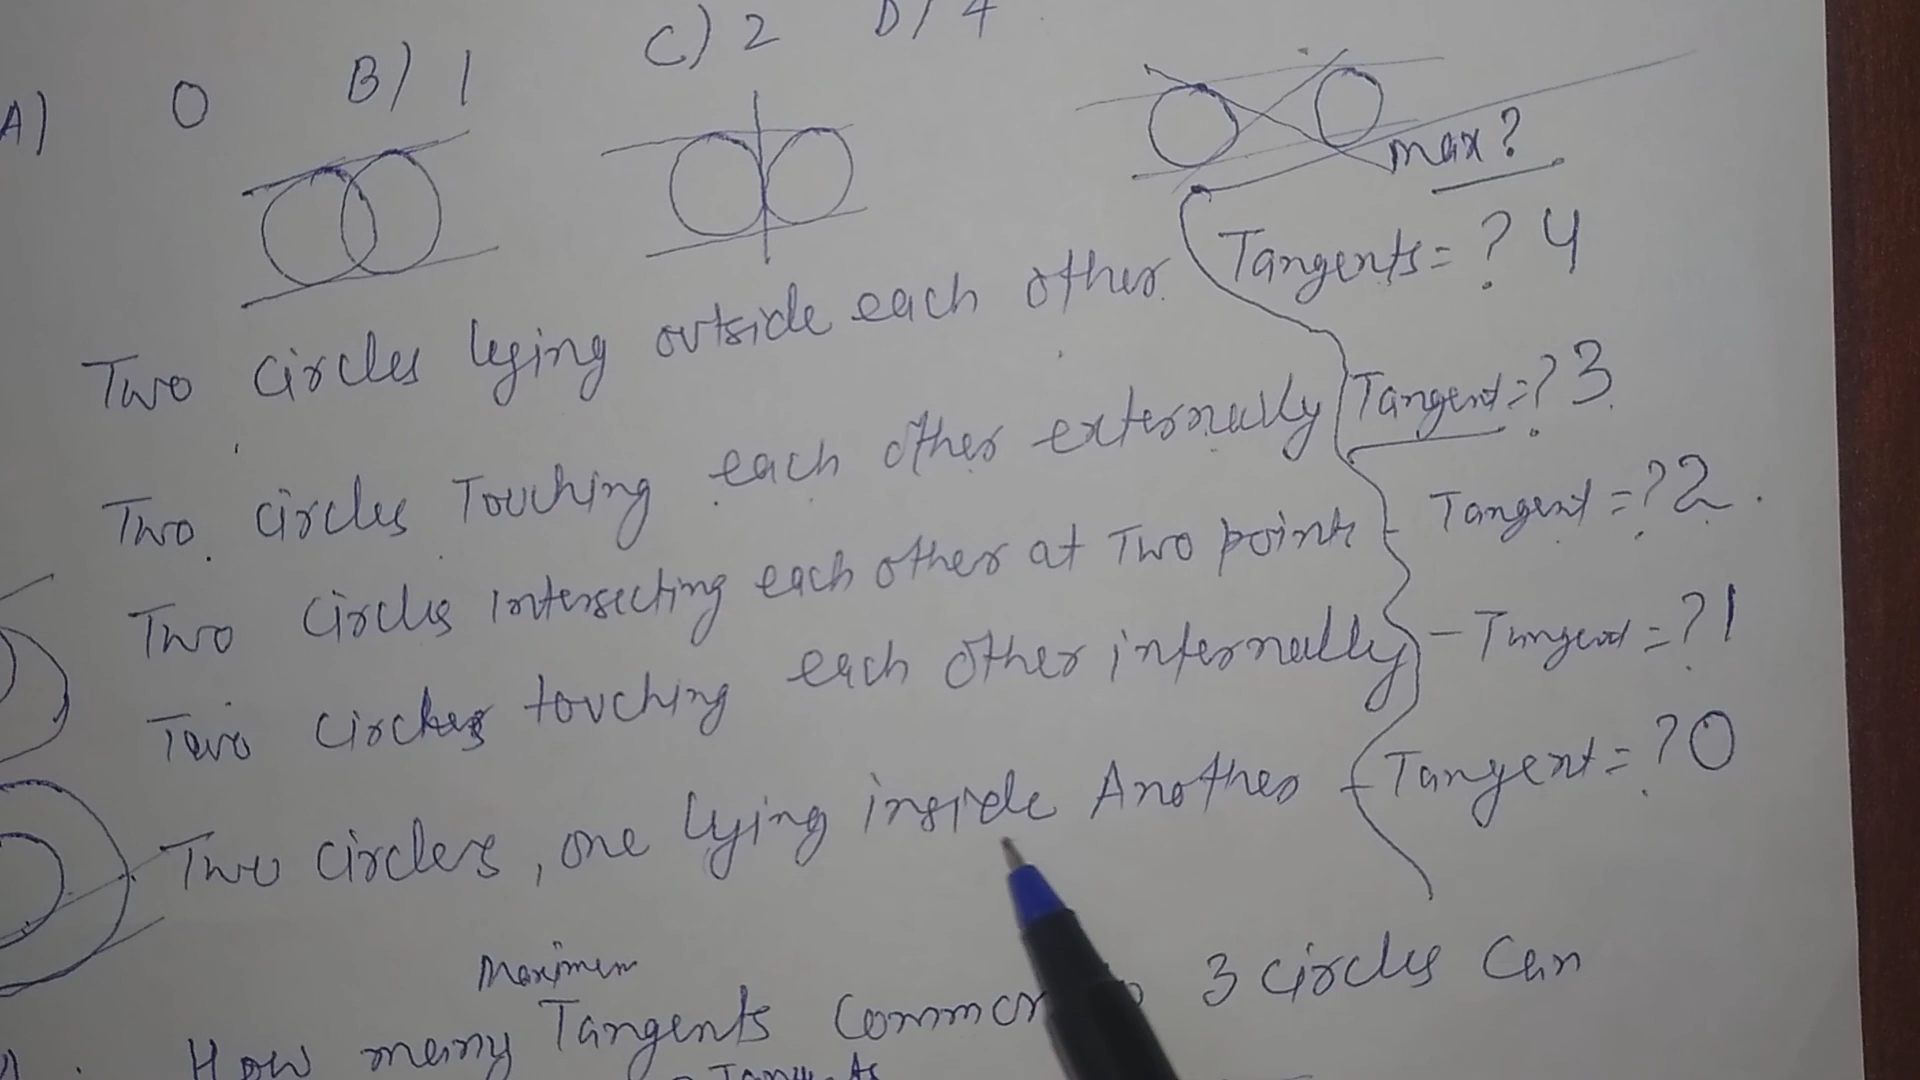 A) 0 B) 1 C) 2 D) 4
max?
Two circles lying outside each other Tangents = ? 4
Two circles Touching each other externally Tangent = ? 3
Two circles intersecting each other at Two points - Tangent = ? 2
Two circles touching each other internally - Tangent = ? 1
Two circles, one lying inside Another - Tangent = ? 0
Maximum
How many Tangents Common 3 circles can